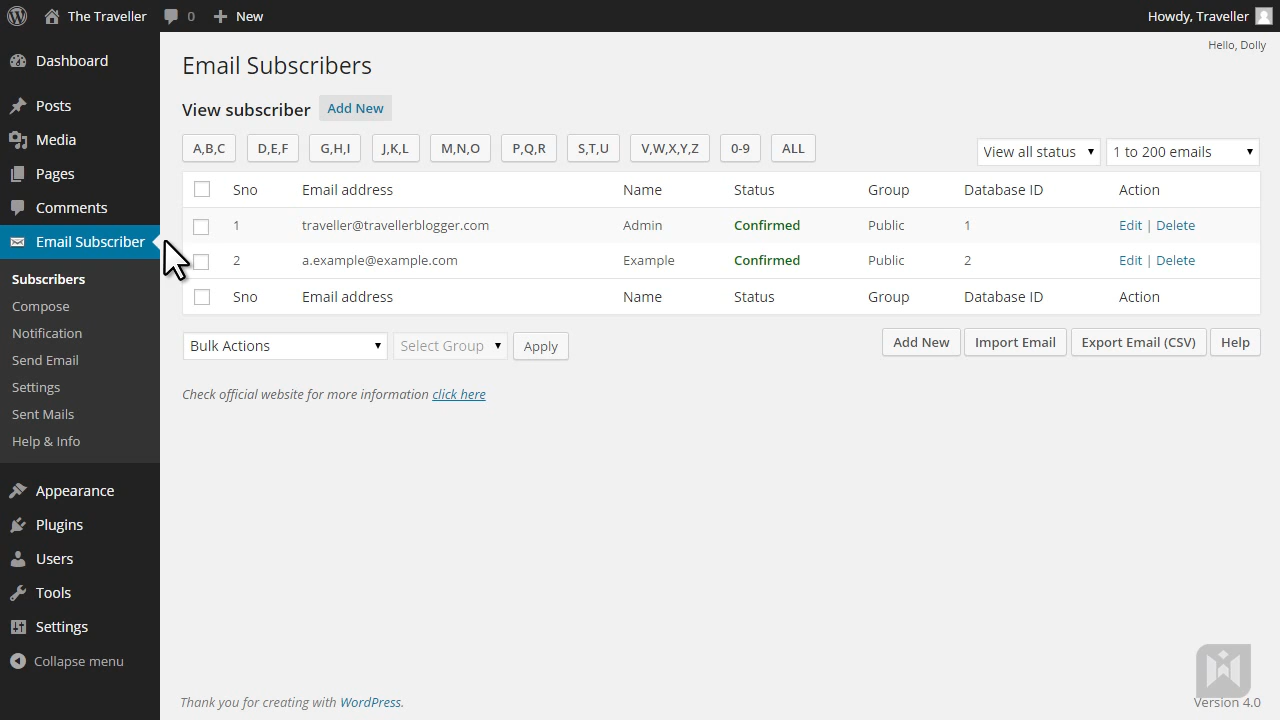 The Traveller 0 New Howdy, Traveller
Hello, Dolly
Dashboard
Posts
Media
Pages
Comments
Email Subscriber
Subscribers
Compose
Notification
Send Email
Settings
Sent Mails
Help & Info
Appearance
Plugins
Users
Tools
Settings
Collapse menu
Email Subscribers
View subscriber Add New
A,B,C D,E,F G,H,I J,K,L M,N,O P,Q,R S,T,U V,W,X,Y,Z 0-9 ALL View all status 1 to 200 emails
Sno Email address Name Status Group Database ID Action
1 traveller@travellerblogger.com Admin Confirmed Public 1 Edit | Delete
2 a.example@example.com Example Confirmed Public 2 Edit | Delete
Sno Email address Name Status Group Database ID Action
Bulk Actions Select Group Apply Add New Import Email Export Email (CSV) Help
Check official website for more information click here
Thank you for creating with WordPress. Version 4.0